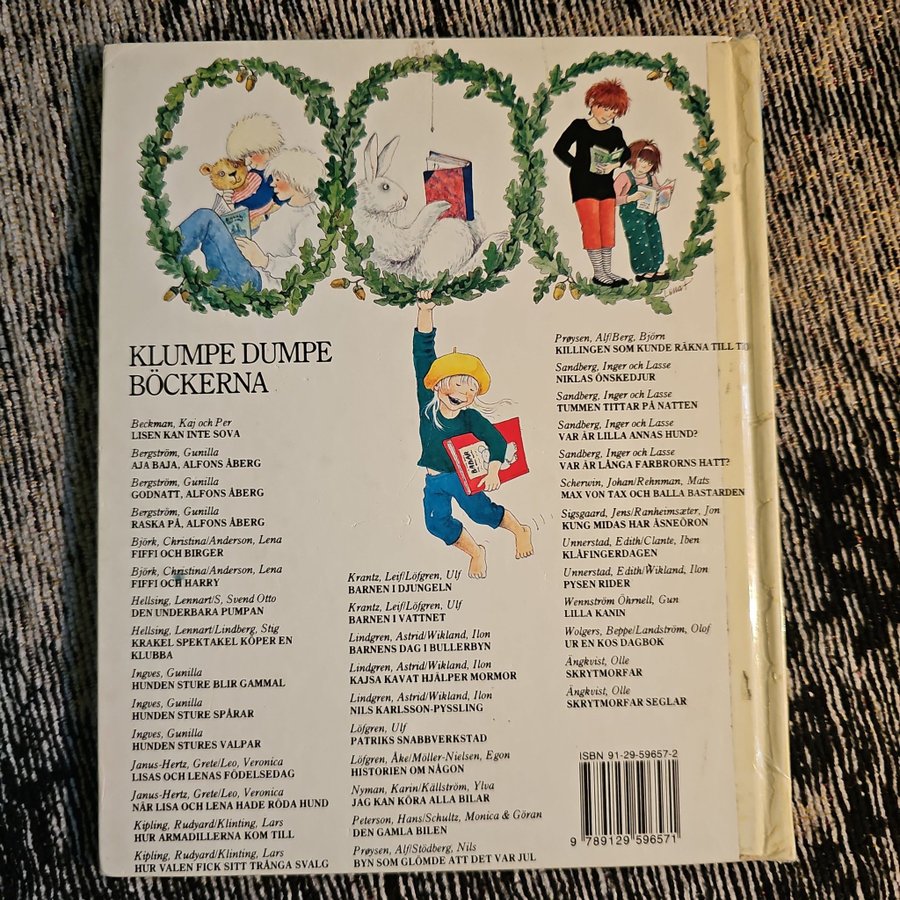 KLUMPE DUMPE
BÖCKERNA
Beckman, Kaj och Per
LISEN KAN INTE SOVA
Bergström, Gunilla
AJA BAJA, ALFONS ÅBERG
Bergström, Gunilla
GODNATT, ALFONS ÅBERG
Bergström, Gunilla
RASKA PÅ, ALFONS ÅBERG
Björk, Christina/Anderson, Lena
FIFFI OCH BIRGER
Björk, Christina/Anderson, Lena
FIFFI OCH HARRY
Hellsing, Lennart/S, Svend Otto
DEN UNDERBARA PUMPAN
Hellsing, Lennart/Lindberg, Stig
KRAKEL SPEKTAKEL KÖPER EN
KLUBBA
Ingves, Gunilla
HUNDEN STURE BLIR GAMMAL
Ingves, Gunilla
HUNDEN STURE SPÅRAR
Ingves, Gunilla
HUNDEN STURES VALPAR
Janus-Hertz, Grete/Leo, Veronica
LISAS OCH LENAS FÖDELSEDAG
Janus-Hertz, Grete/Leo, Veronica
NÄR LISA OCH LENA HADE RÖDA HUND
Kipling, Rudyard/Klinting, Lars
HUR ARMADILLERNA KOM TILL
Kipling, Rudyard/Klinting, Lars
HUR VALEN FICK SITT TRÅNGA SVALG
BABAR
Krantz, Leif/Löfgren, Ulf
BARNEN I DJUNGELN
Krantz, Leif/Löfgren, Ulf
BARNEN I VATTNET
Lindgren, Astrid/Wikland, Ilon
BARNENS DAG I BULLERBYN
Lindgren, Astrid/Wikland, Ilon
KAJSA KAVAT HJÄLPER MORMOR
Lindgren, Astrid/Wikland, Ilon
NILS KARLSSON-PYSSLING
Löfgren, Ulf
PATRIKS SNABBVERKSTAD
Löfgren, Åke/Möller-Nielsen, Egon
HISTORIEN OM NÅGON
Nyman, Karin/Källström, Ylva
JAG KAN KÖRA ALLA BILAR
Peterson, Hans/Schultz, Monica & Göran
DEN GAMLA BILEN
Prøysen, Alf/Stödberg, Nils
BYN SOM GLÖMDE ATT DET VAR JUL
Prøysen, Alf/Berg, Björn
KILLINGEN SOM KUNDE RÄKNA TILL
Sandberg, Inger och Lasse
NIKLAS ÖNSKEDJUR
Sandberg, Inger och Lasse
TUMMEN TITTAR PÅ NATTEN
Sandberg, Inger och Lasse
VAR ÄR LILLA ANNAS HUND?
Sandberg, Inger och Lasse
VAR ÄR LÅNGA FARBRORNS HATT?
Scherwin, Johan/Rehnman, Mats
MAX VON TAX OCH BALLA BASTARDEN
Sigsgaard, Jens/Ranheimsæter, Jon
KUNG MIDAS HAR ÅSNEÖRON
Unnerstad, Edith/Clante, Iben
KLÅFINGERDAGEN
Unnerstad, Edith/Wikland, Ilon
PYSEN RIDER
Wennström Öhrnell, Gun
LILLA KANIN
Wolgers, Beppe/Landström, Olof
UR EN KOS DAGBOK
Ängkvist, Olle
SKRYTMORFAR
Ängkvist, Olle
SKRYTMORFAR SEGLAR
ISBN 91-29-59657-2
9 789129 596571